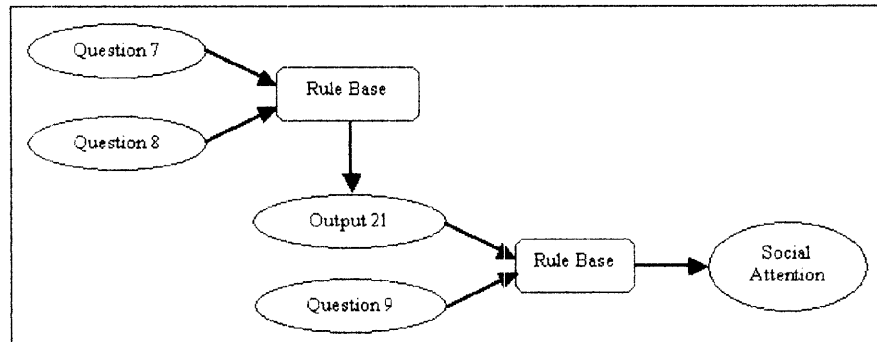 Question 7
Rule Base
Question 8
Output 21
Rule Base
Social
Attention
Question 9